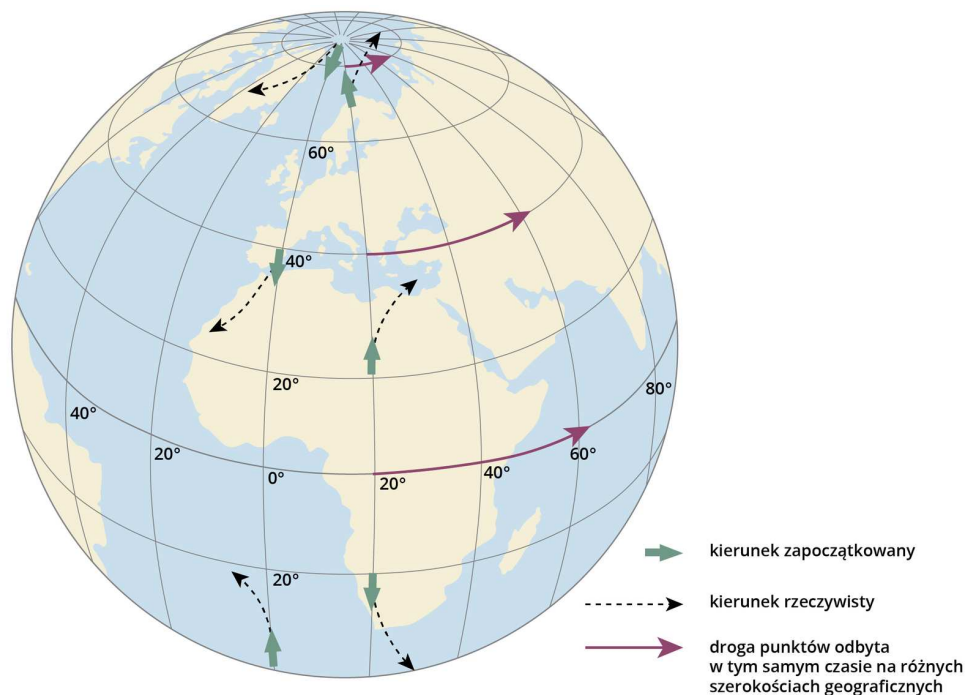 60°
40°
20°
80°
40°
20°
0°
20°
40°
60°
20°
kierunek zapoczątkowany
kierunek rzeczywisty
droga punktów odbyta
w tym samym czasie na różnych
szerokościach geograficznych